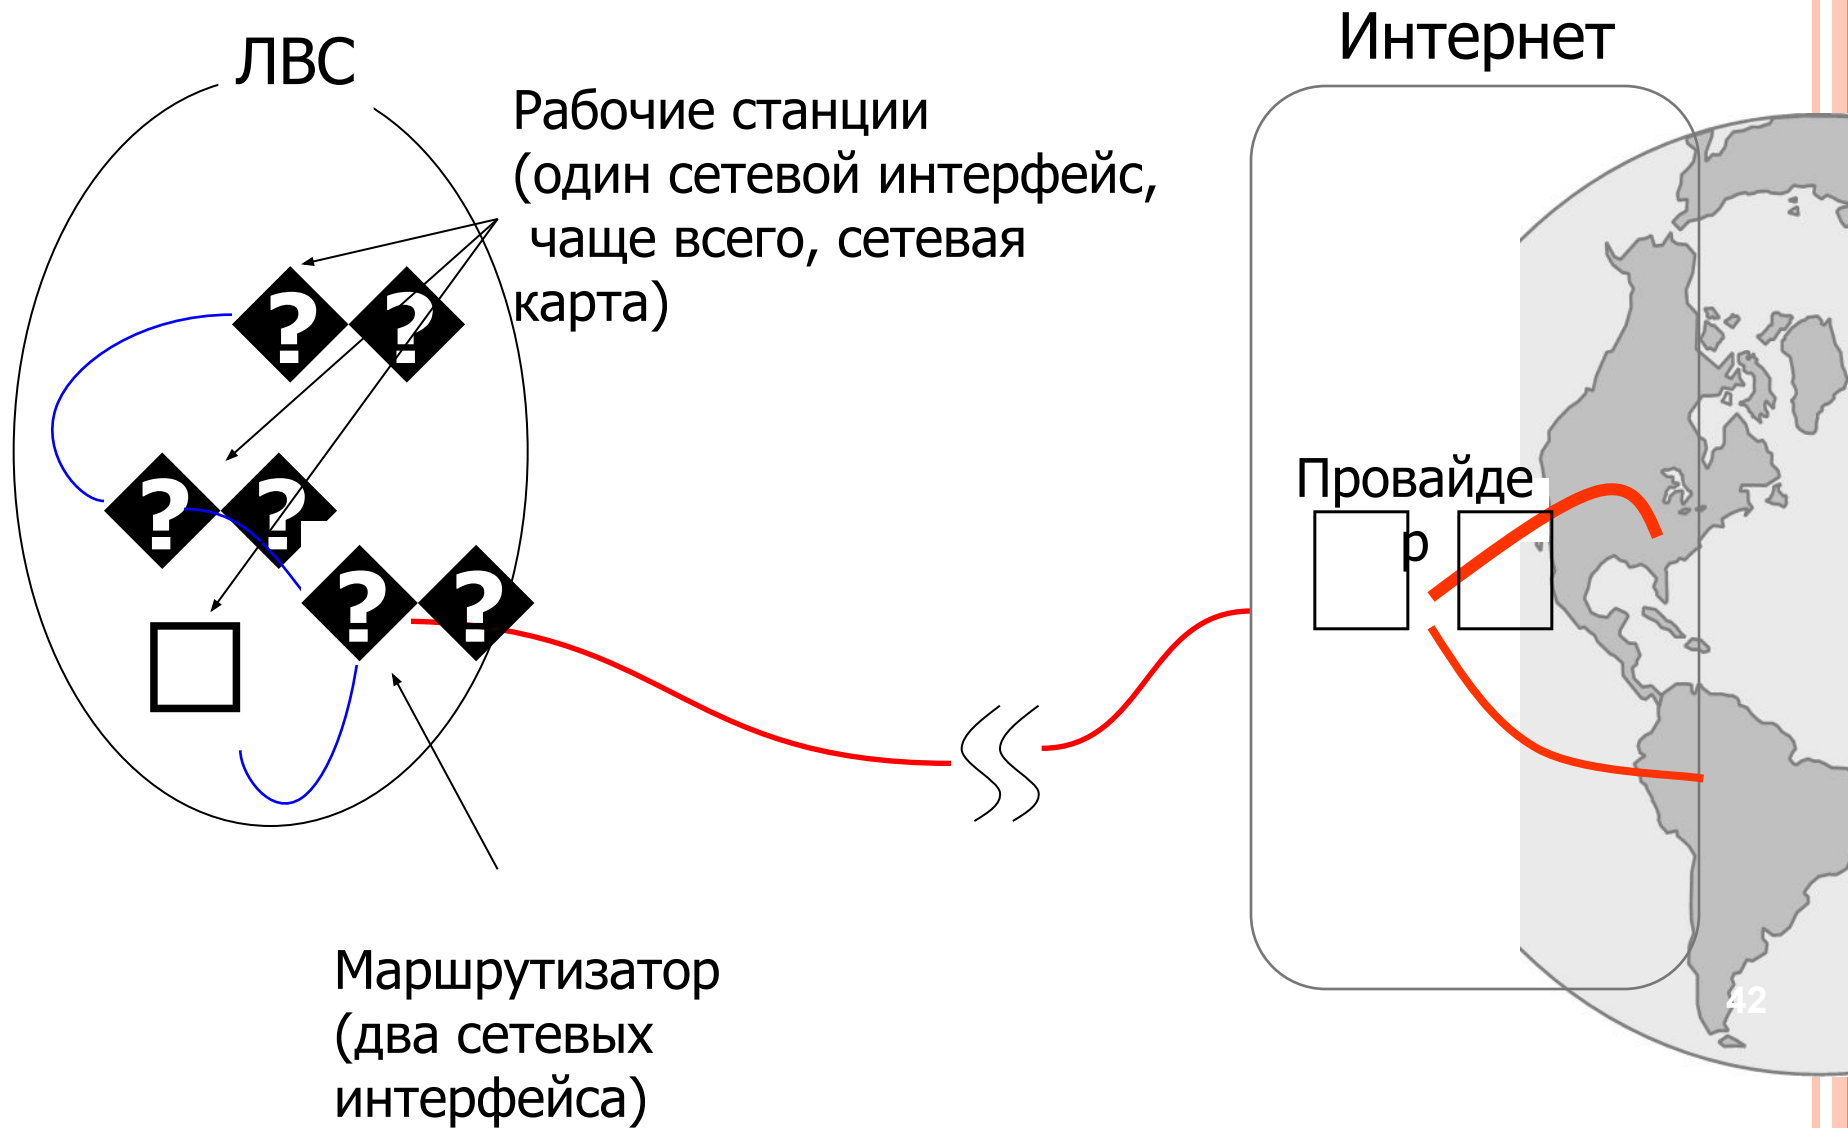 ЛВС
Интернет
Рабочие станции
(один сетевой интерфейс,
чаще всего, сетевая
карта)
��
��
��
Провайде
р
Маршрутизатор
(два сетевых
интерфейса)
42